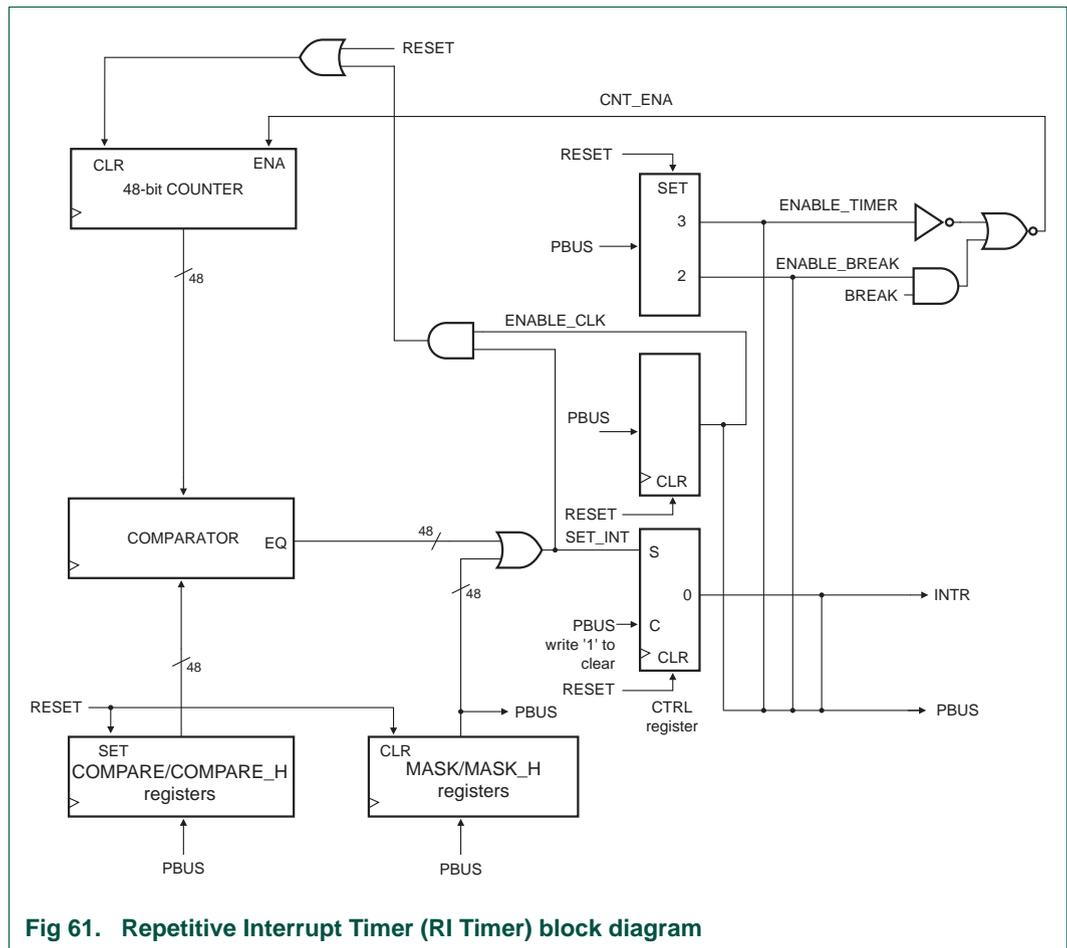 RESET
CNT_ENA
CLR
ENA
48-bit COUNTER
RESET
SET
3
ENABLE_TIMER
PBUS
2
ENABLE_BREAK
BREAK
48
ENABLE_CLK
PBUS
CLR
RESET
COMPARATOR
EQ
48
SET_INT
S
48
0
INTR
PBUS
write '1' to
clear
C
CLR
48
RESET
CTRL
register
RESET
PBUS
PBUS
SET
COMPARE/COMPARE_H
registers
CLR
MASK/MASK_H
registers
PBUS
PBUS
Fig 61. Repetitive Interrupt Timer (RI Timer) block diagram